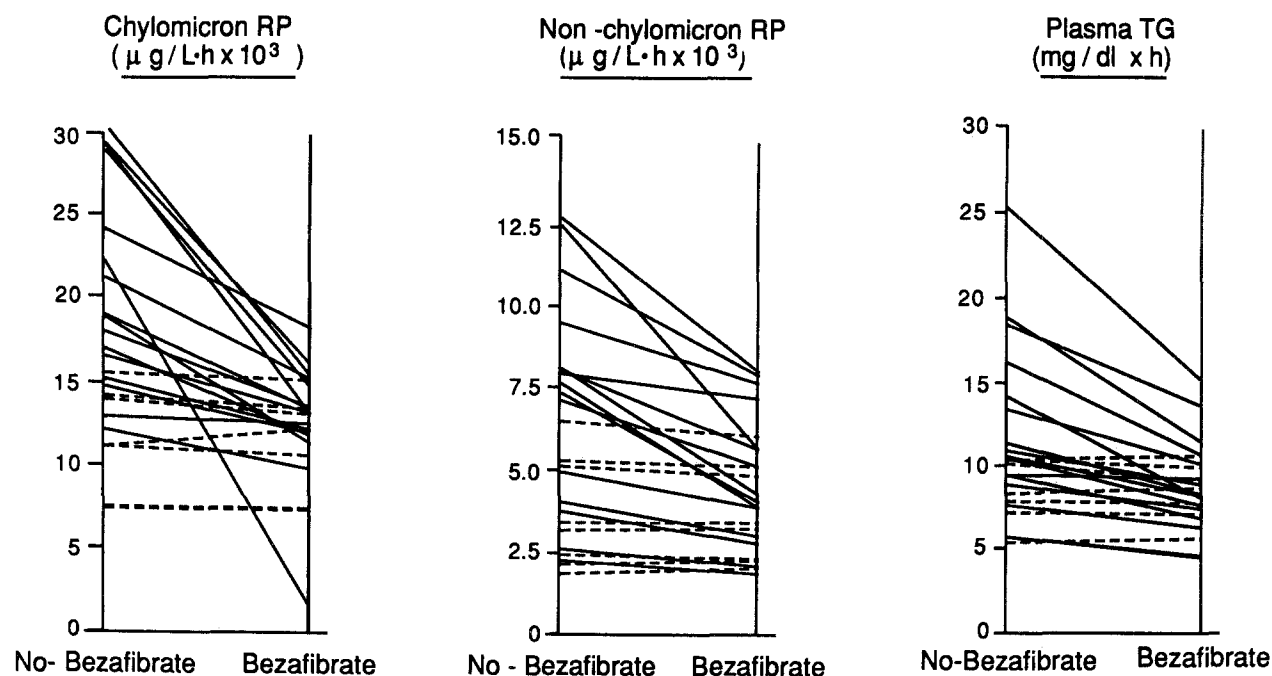 Chylomicron RP
( μ g / L·h x 10³ )
30
25
20
15
10
5
0
No- Bezafibrate Bezafibrate
Non -chylomicron RP
(μ g / L· h x 10 ³)
15.0
12.5
10.0
7.5
5.0
2.5
0
No - Bezafibrate Bezafibrate
Plasma TG
(mg / dl x h)
30
25
20
15
10
5
0
No-Bezafibrate Bezafibrate